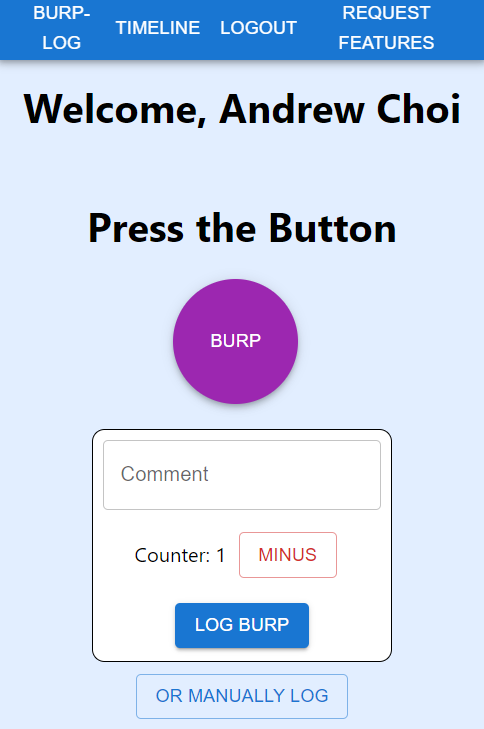 BURP-
LOG
TIMELINE
LOGOUT
REQUEST
FEATURES
Welcome, Andrew Choi
Press the Button
BURP
Comment
Counter: 1
MINUS
LOG BURP
OR MANUALLY LOG